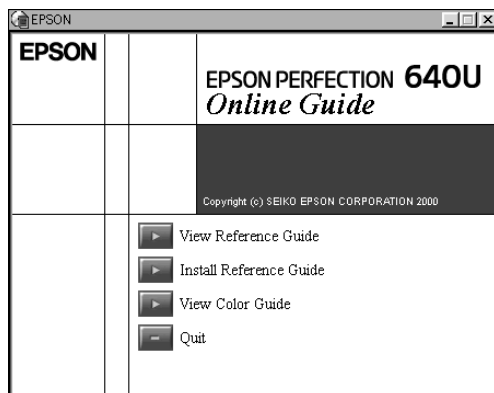 EPSON
EPSON
EPSON PERFECTION 640U
Online Guide
Copyright (c) SEIKO EPSON CORPORATION 2000
View Reference Guide
Install Reference Guide
View Color Guide
Quit